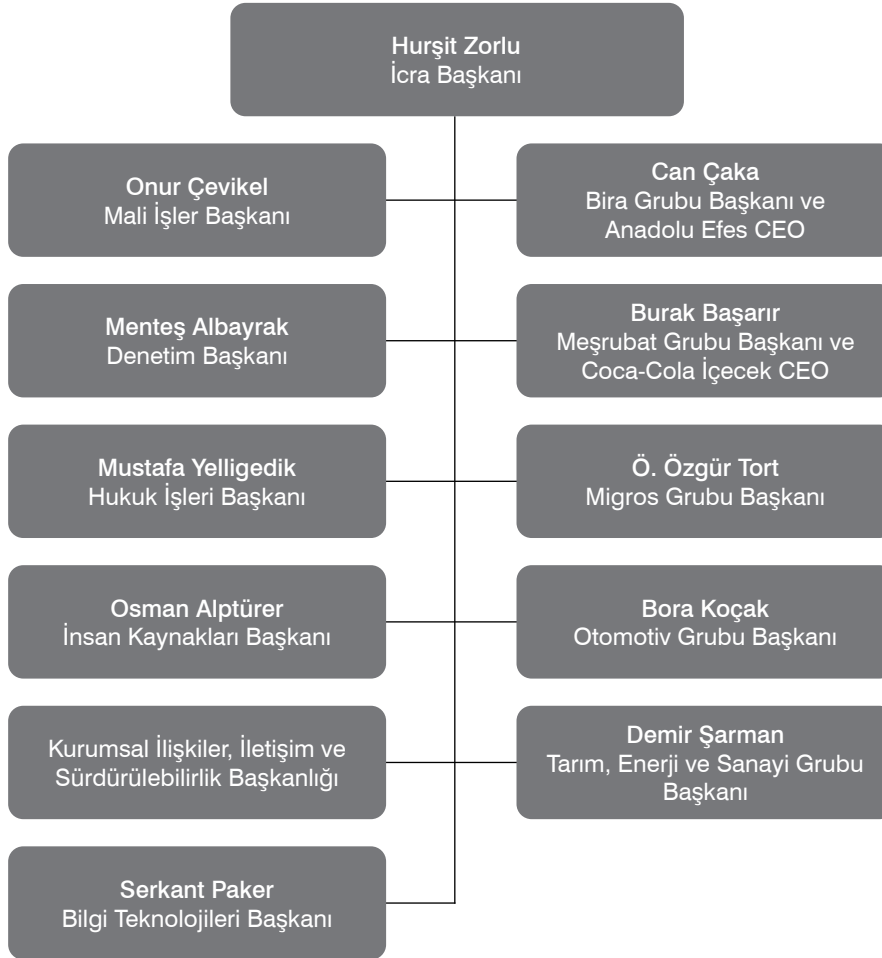 Hurşit Zorlu
İcra Başkanı
Onur Çevikel
Mali İşler Başkanı
Can Çaka
Bira Grubu Başkanı ve
Anadolu Efes CEO
Menteş Albayrak
Denetim Başkanı
Burak Başarır
Meşrubat Grubu Başkanı ve
Coca-Cola İçecek CEO
Mustafa Yelligedik
Hukuk İşleri Başkanı
Ö. Özgür Tort
Migros Grubu Başkanı
Osman Alptürer
İnsan Kaynakları Başkanı
Bora Koçak
Otomotiv Grubu Başkanı
Kurumsal İlişkiler, İletişim ve
Sürdürülebilirlik Başkanlığı
Demir Şarman
Tarım, Enerji ve Sanayi Grubu
Başkanı
Serkant Paker
Bilgi Teknolojileri Başkanı